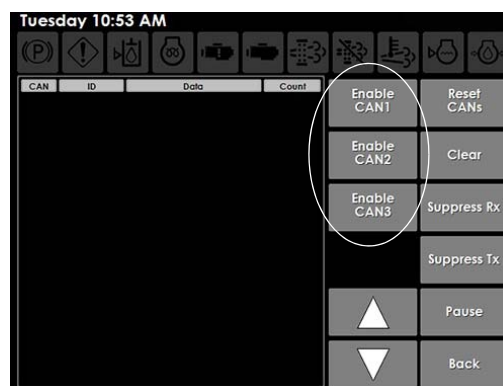 Tuesday 10:53 AM
(P)
CAN ID Data Count
Enable
CAN1
Reset
CANs
Enable
CAN2
Clear
Enable
CAN3
Suppress Rx
Suppress Tx
Pause
Back